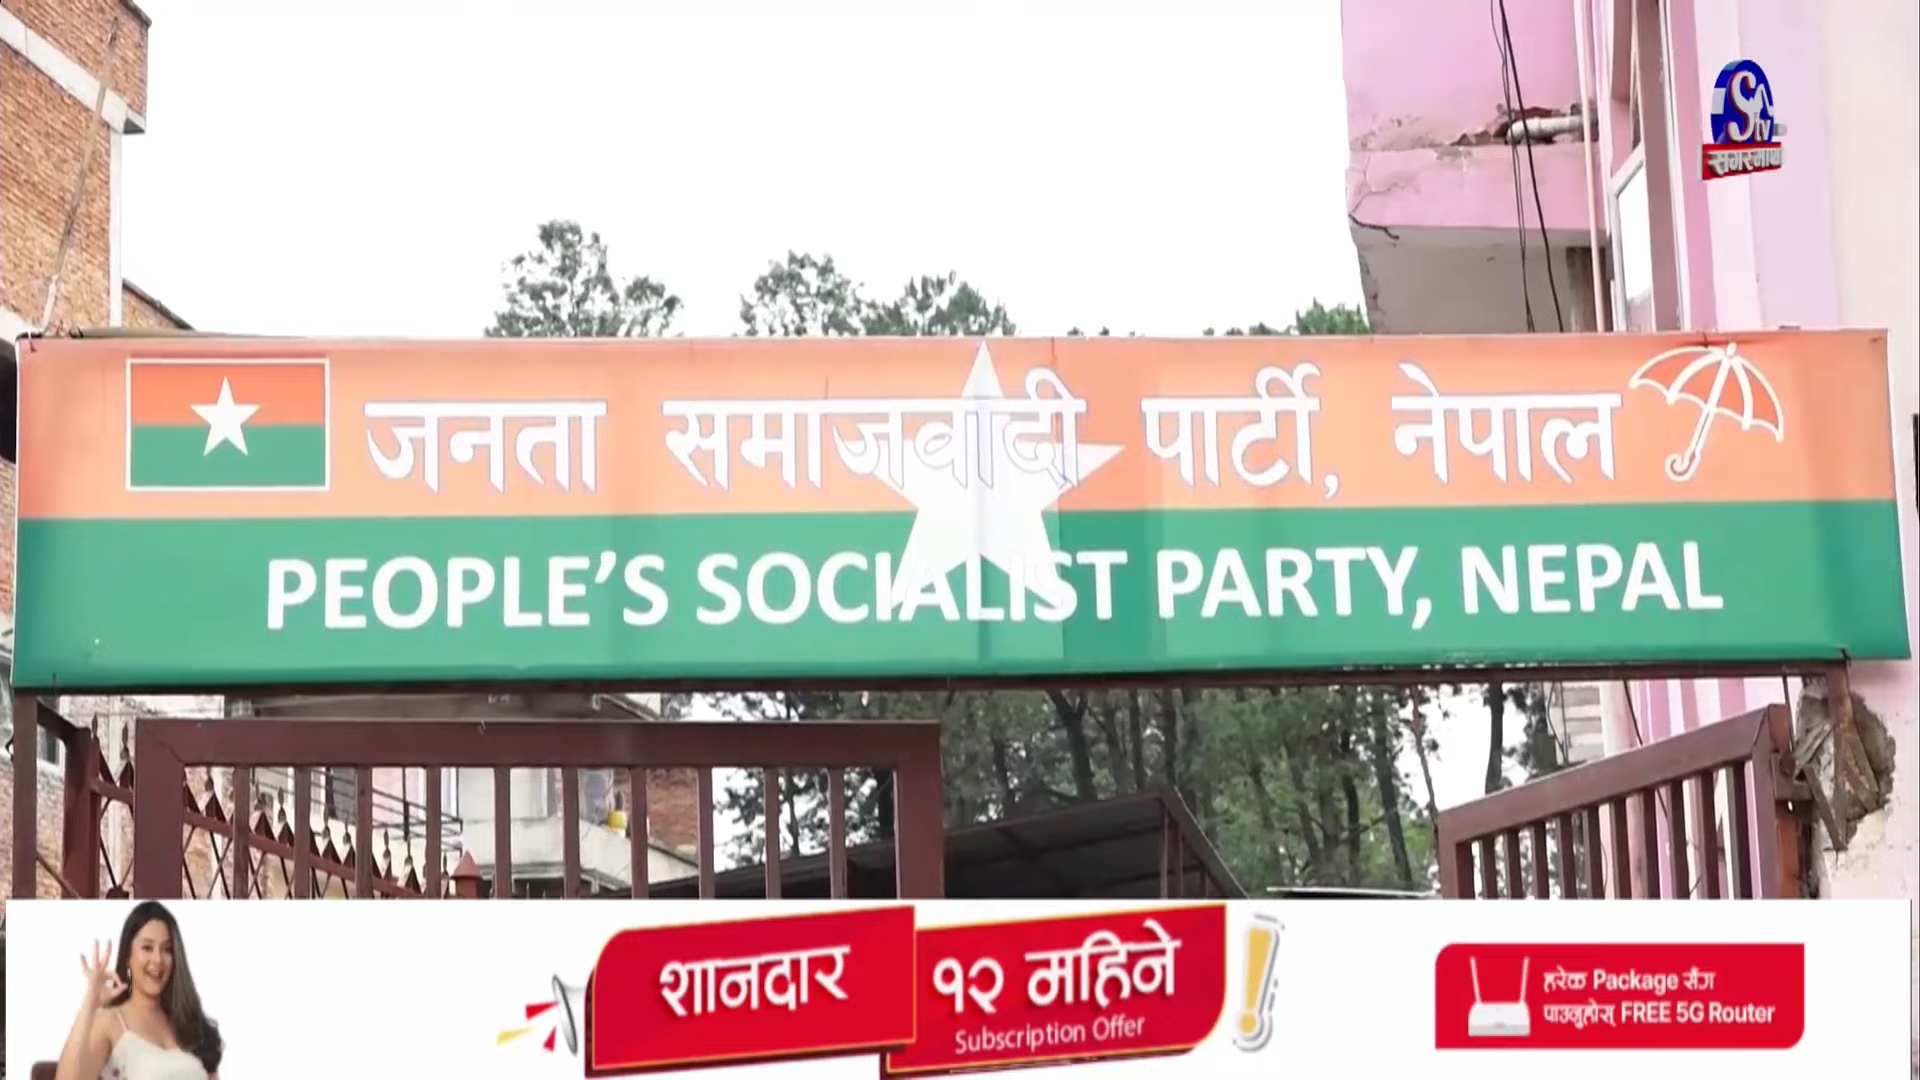 S tv
सगरमाथा
जनता समाजवादी पार्टी, नेपाल
PEOPLE'S SOCIALIST PARTY, NEPAL
शानदार
१२ महिने
Subscription Offer
हरेक Package सँग
पाउनुहोस् FREE 5G Router